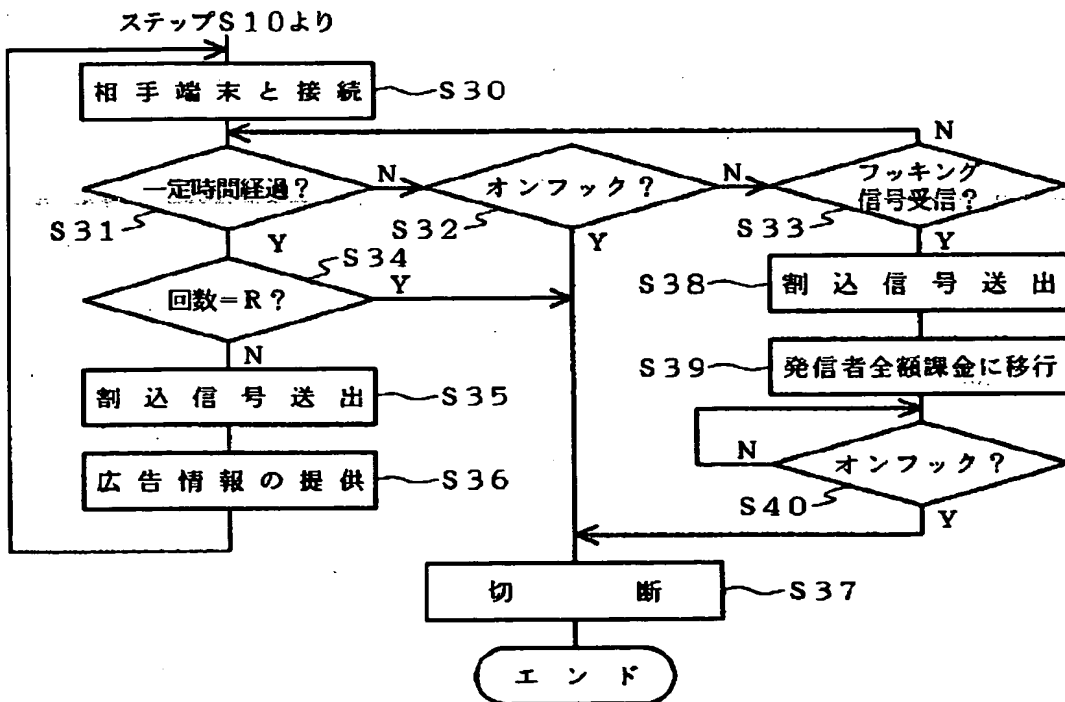 ステップS10より
相手端末と接続
S30
一定時間経過?
S31
N
Y
オンフック?
S32
N
Y
フッキング
信号受信?
S33
N
Y
回数=R?
S34
Y
N
割込信号送出
S35
広告情報の提供
S36
割込信号送出
S38
発信者全額課金に移行
S39
オンフック?
S40
N
Y
切断
S37
エンド